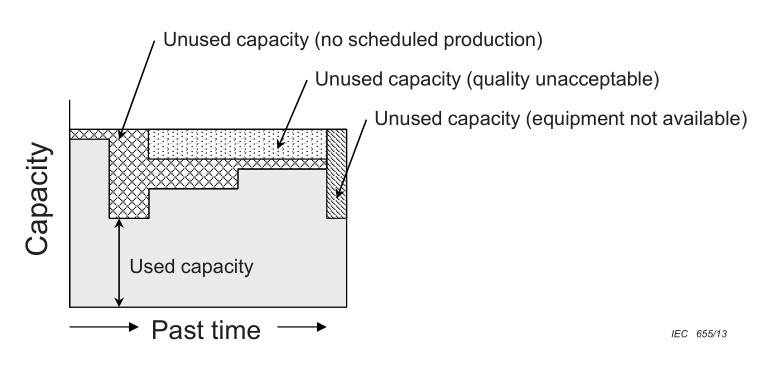 Unused capacity (no scheduled production)
Unused capacity (quality unacceptable)
Unused capacity (equipment not available)
Capacity
Used capacity
Past time
IEC 655/13